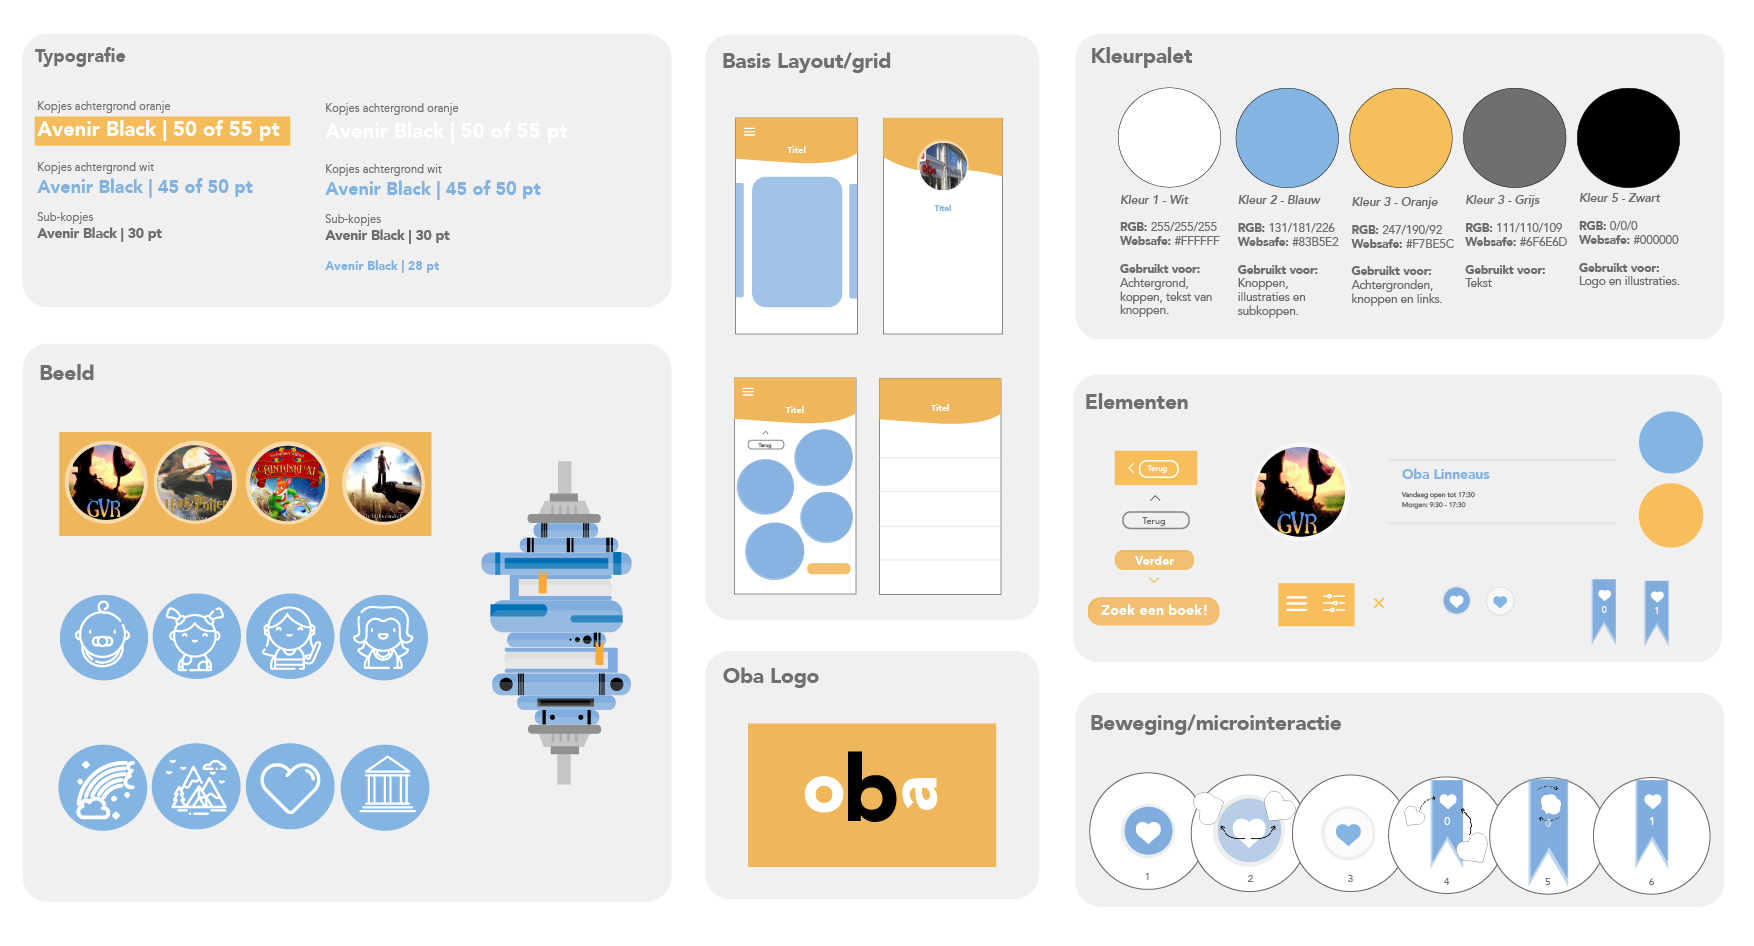 Typografie
Kopjes achtergrond oranje
Avenir Black | 50 of 55 pt
Kopjes achtergrond wit
Avenir Black | 45 of 50 pt
Sub-kopjes
Avenir Black | 30 pt
Kopjes achtergrond oranje
Avenir Black | 50 of 55 pt
Kopjes achtergrond wit
Avenir Black | 45 of 50 pt
Sub-kopjes
Avenir Black | 30 pt
Avenir Black | 28 pt
Beeld
GVR
Harry Potter
FANTASIA XI
GVR
Basis Layout/grid
Titel
Titel
Titel
Terug
Titel
Oba Logo
oba
Kleurpalet
Kleur 1 - Wit
RGB: 255/255/255
Websafe: #FFFFFF
Gebruikt voor:
Achtergrond,
koppen, tekst van
knoppen.
Kleur 2 - Blauw
RGB: 131/181/226
Websafe: #83B5E2
Gebruikt voor:
Knoppen,
illustraties en
subkoppen.
Kleur 3 - Oranje
RGB: 247/190/92
Websafe: #F7BE5C
Gebruikt voor:
Achtergronden,
knoppen en links.
Kleur 3 - Grijs
RGB: 111/110/109
Websafe: #6F6E6D
Gebruikt voor:
Tekst
Kleur 5 - Zwart
RGB: 0/0/0
Websafe: #000000
Gebruikt voor:
Logo en illustraties.
Elementen
Terug
Terug
Verder
Zoek een boek!
Oba Linneaus
Vandaag open tot 17:30
Morgen: 9:30 - 17:30
0
1
Beweging/microinteractie
0
1
1
2
3
4
5
6